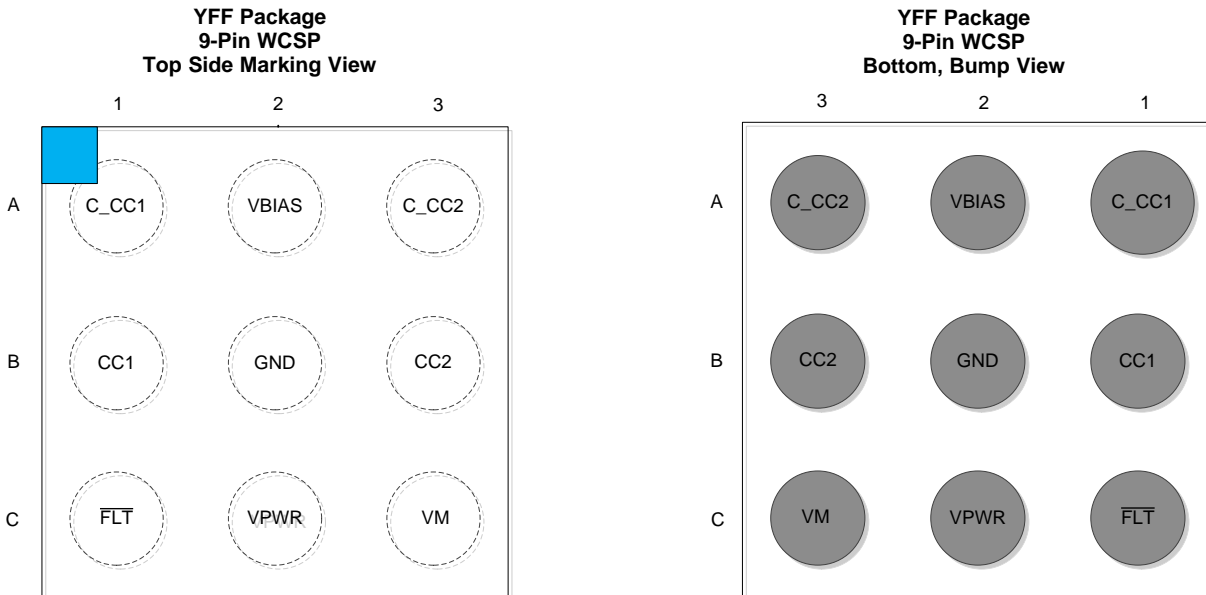 YFF Package
9-Pin WCSP
Top Side Marking View
1 2 3
A C_CC1 VBIAS C_CC2
B CC1 GND CC2
C F̅L̅T̅ VPWR VM
YFF Package
9-Pin WCSP
Bottom, Bump View
3 2 1
A C_CC2 VBIAS C_CC1
B CC2 GND CC1
C VM VPWR F̅L̅T̅